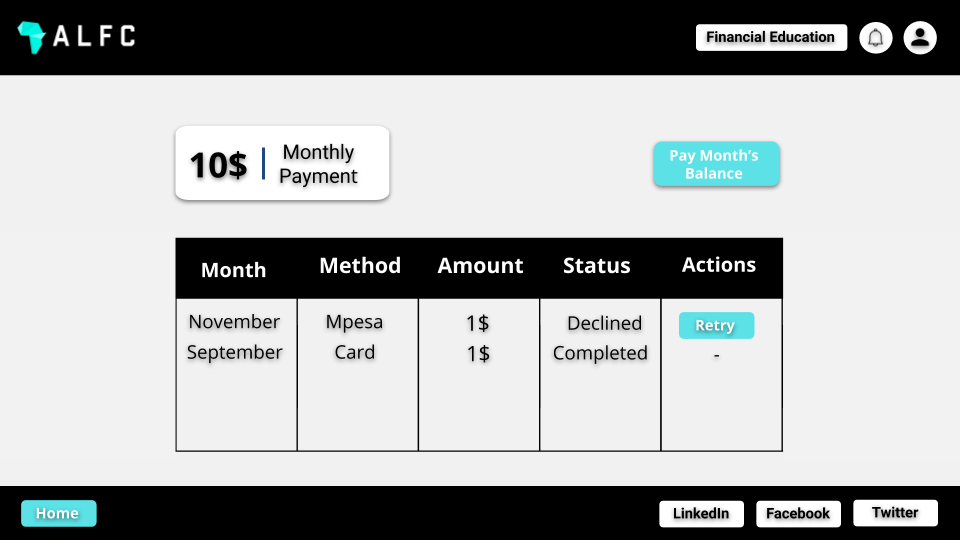 ALFC
Financial Education
10$
Monthly
Payment
Pay Month's
Balance
Month Method Amount Status Actions
November Mpesa 1$ Declined Retry
September Card 1$ Completed -
Home
LinkedIn
Facebook
Twitter